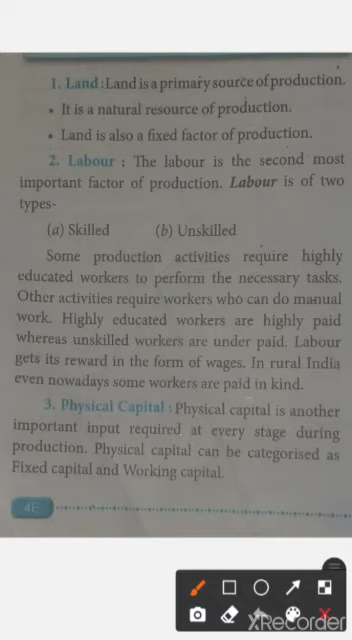 1. Land : Land is a primary source of production.
• It is a natural resource of production.
• Land is also a fixed factor of production.
2. Labour : The labour is the second most
important factor of production. Labour is of two
types-
(a) Skilled (b) Unskilled
Some production activities require highly
educated workers to perform the necessary tasks.
Other activities require workers who can do manual
work. Highly educated workers are highly paid
whereas unskilled workers are under paid. Labour
gets its reward in the form of wages. In rural India
even nowadays some workers are paid in kind.
3. Physical Capital : Physical capital is another
important input required at every stage during
production. Physical capital can be categorised as
Fixed capital and Working capital.
XRecorder